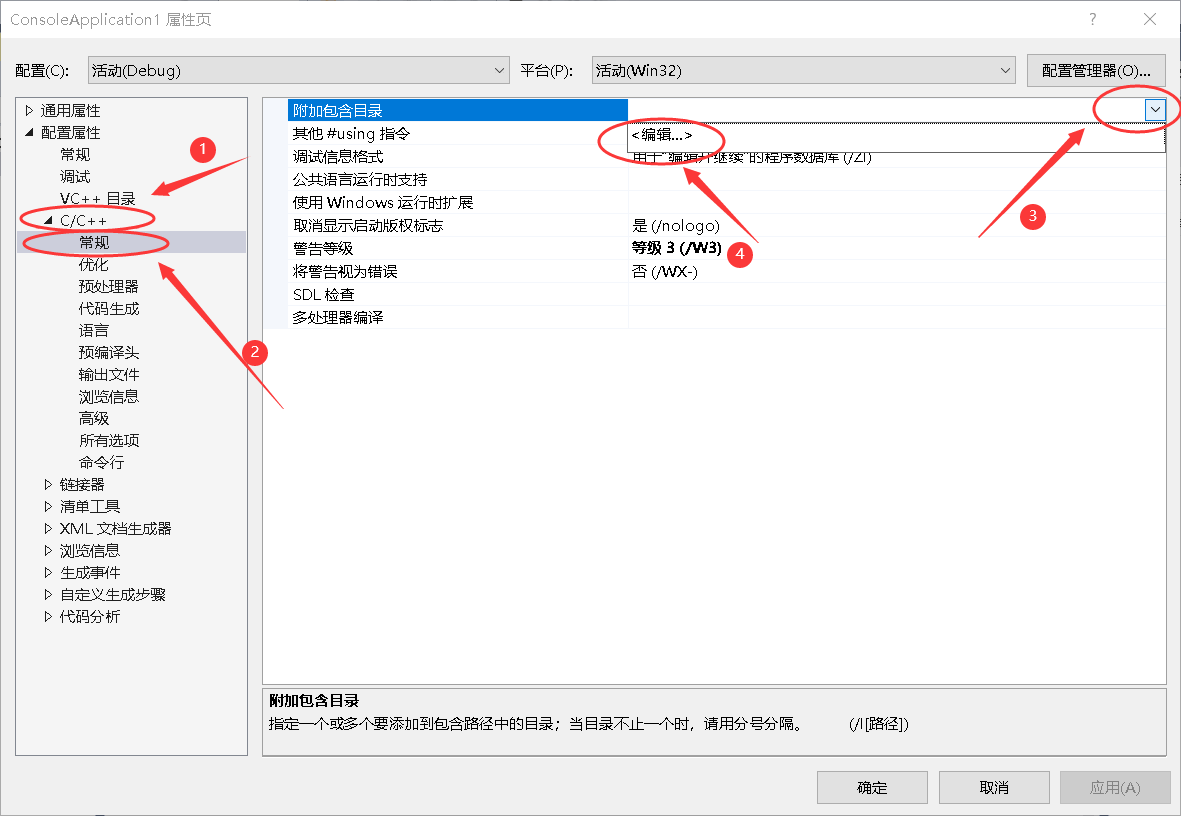 ConsoleApplication1 属性页
配置(C): 活动(Debug) 平台(P): 活动(Win32) 配置管理器(O)...
通用属性
配置属性
常规
调试
VC++ 目录
C/C++
常规
优化
预处理器
代码生成
语言
预编译头
输出文件
浏览信息
高级
所有选项
命令行
链接器
清单工具
XML 文档生成器
浏览信息
生成事件
自定义生成步骤
代码分析
1
2
附加包含目录
其他 #using 指令 <编辑...>
调试信息格式 用于“编辑并继续”的程序数据库 (/ZI)
公共语言运行时支持
使用 Windows 运行时扩展
取消显示启动版权标志 是 (/nologo)
警告等级 等级 3 (/W3)
将警告视为错误 否 (/WX-)
SDL 检查
多处理器编译
3
4
附加包含目录
指定一个或多个要添加到包含路径中的目录；当目录不止一个时，请用分号分隔。 (/I[路径])
确定 取消 应用(A)